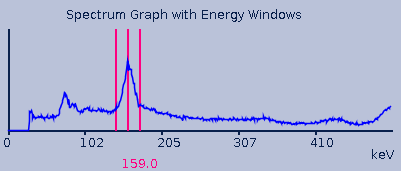 Spectrum Graph with Energy Windows
0 102 205 307 410
keV
159.0